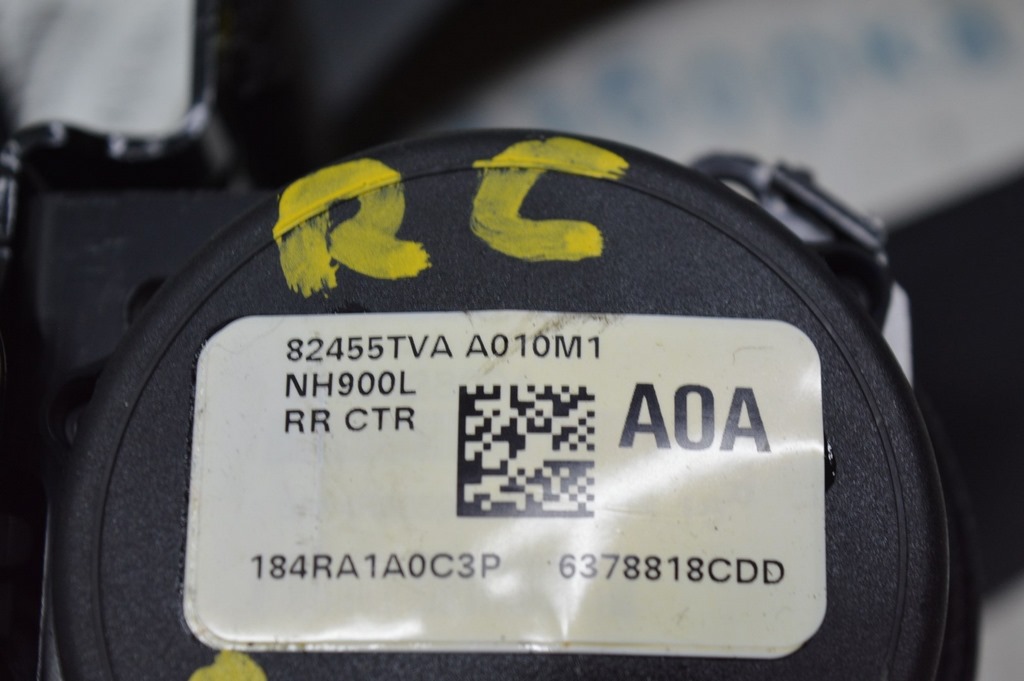 RC
82455TVA A010M1
NH900L
RR CTR
A0A
184RA1A0C3P 6378818CDD